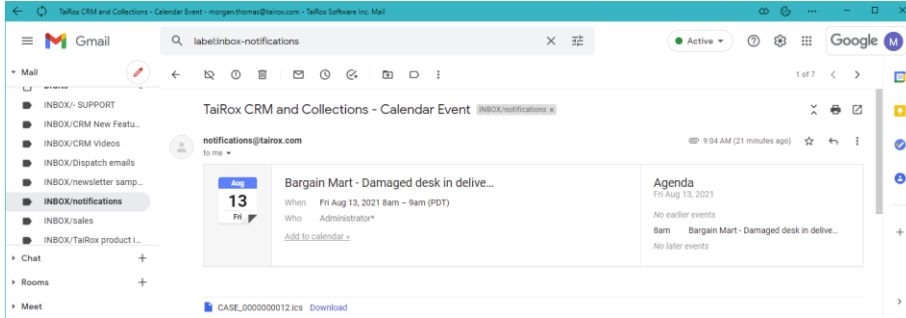 TaiRox CRM and Collections - Calendar Event - morgan.thomas@tairox.com - TaiRox Software Inc. Mail
Gmail
label:inbox-notifications
Active
Google
M
Mail
1 of 7
INBOX/- SUPPORT
INBOX/CRM New Featu...
INBOX/CRM Videos
INBOX/Dispatch emails
INBOX/newsletter samp...
INBOX/notifications
INBOX/sales
INBOX/TaiRox product i...
Chat
Rooms
Meet
TaiRox CRM and Collections - Calendar Event INBOX/notifications x
notifications@tairox.com
9:04 AM (21 minutes ago)
to me
Aug
13
Fri
Bargain Mart - Damaged desk in delive...
When Fri Aug 13, 2021 8am – 9am (PDT)
Who Administrator*
Add to calendar »
Agenda
Fri Aug 13, 2021
No earlier events
8am Bargain Mart - Damaged desk in delive...
No later events
CASE_0000000012.ics Download